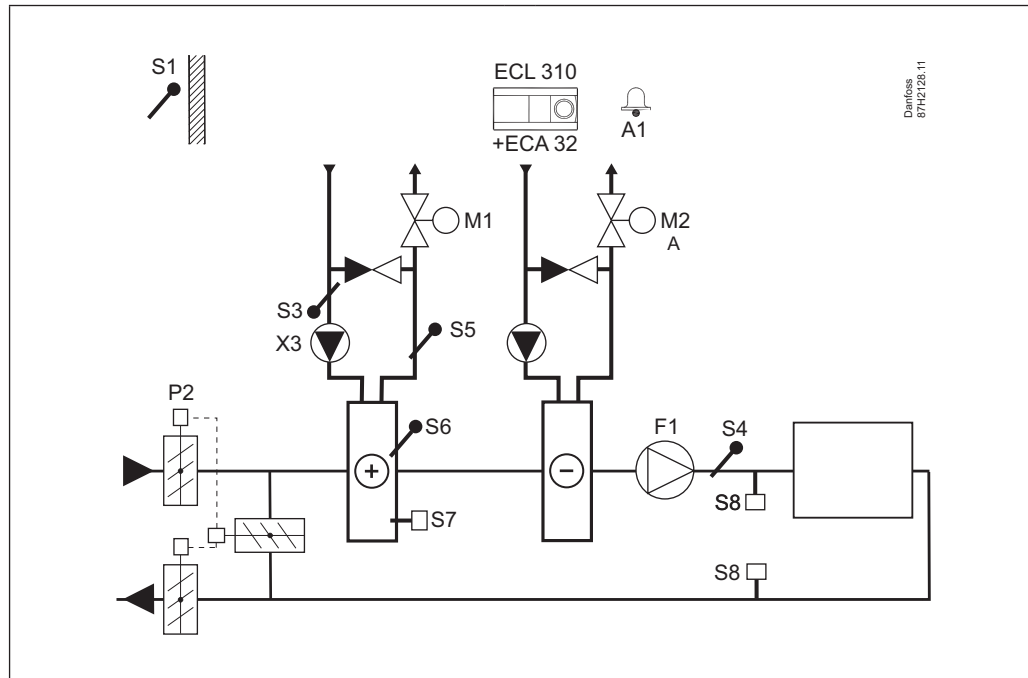 S1
ECL 310
+ECA 32
A1
Danfoss
87H2128.11
M1
M2
A
S3
X3
S5
P2
S6
F1
S4
+
−
S8
S7
S8